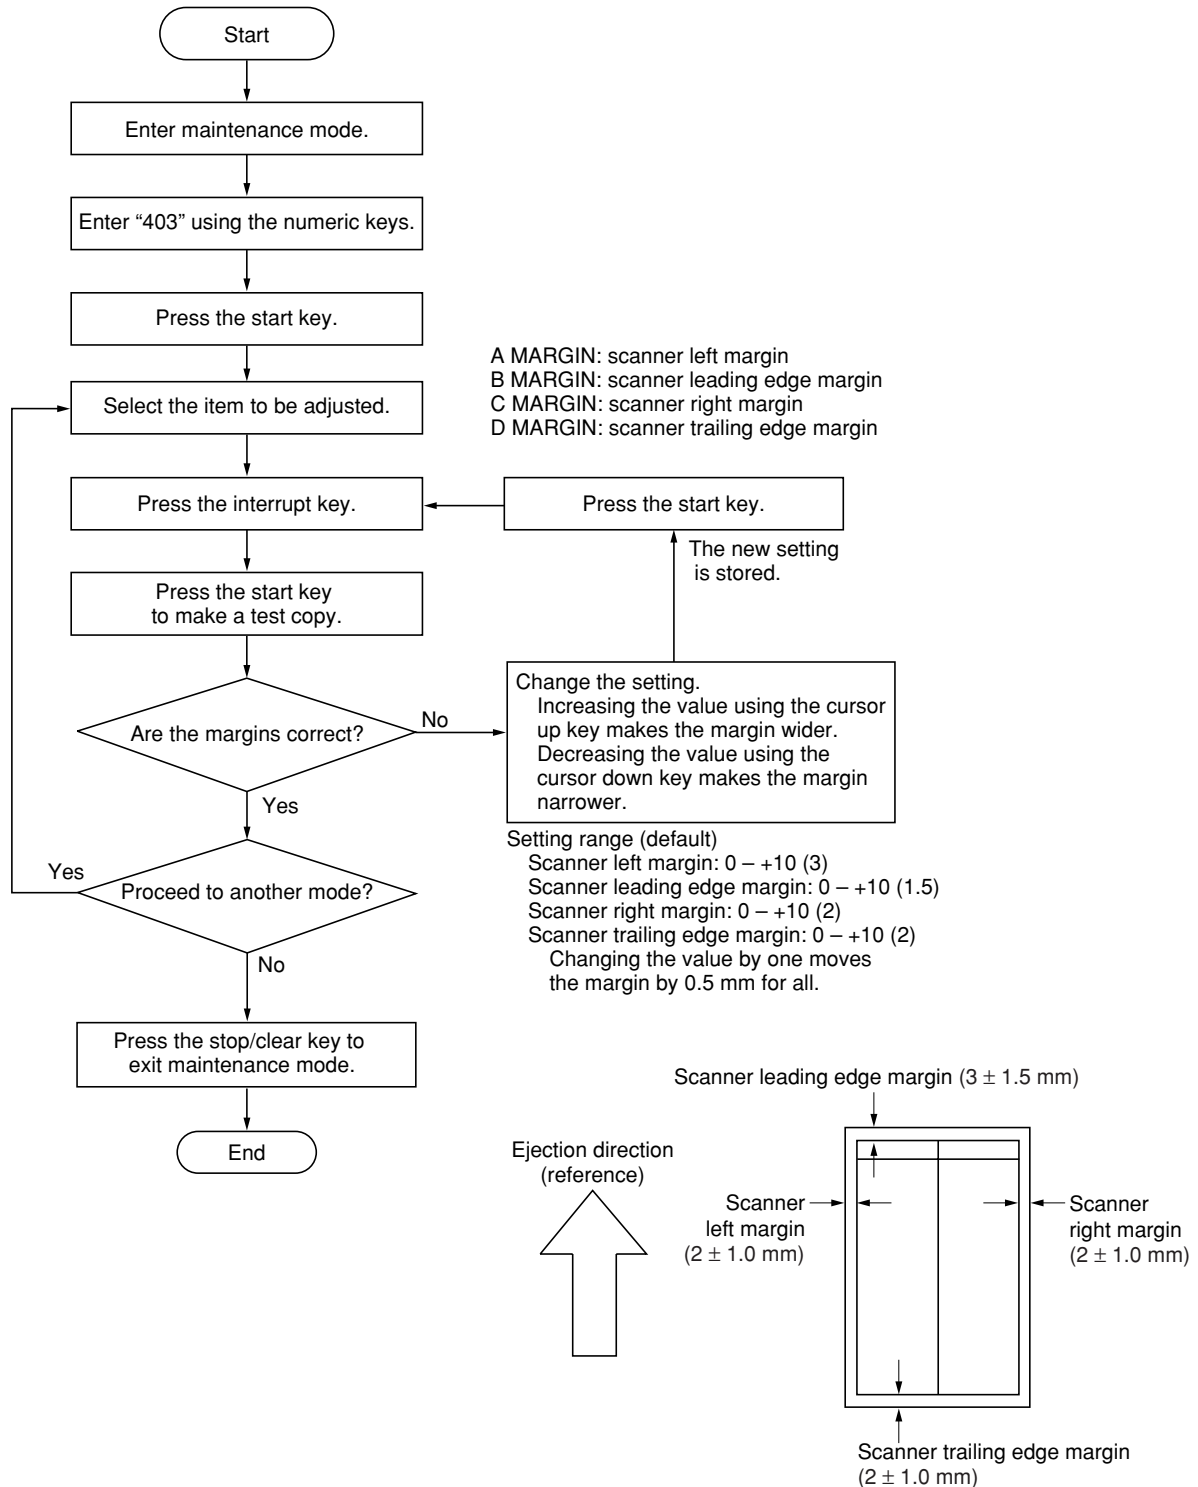 Start
Enter maintenance mode.
Enter “403” using the numeric keys.
Press the start key.
A MARGIN: scanner left margin
B MARGIN: scanner leading edge margin
C MARGIN: scanner right margin
D MARGIN: scanner trailing edge margin
Select the item to be adjusted.
Press the interrupt key.
Press the start key.
The new setting
is stored.
Press the start key
to make a test copy.
Are the margins correct?
No
Change the setting.
Increasing the value using the cursor
up key makes the margin wider.
Decreasing the value using the
cursor down key makes the margin
narrower.
Yes
Setting range (default)
Scanner left margin: 0 – +10 (3)
Scanner leading edge margin: 0 – +10 (1.5)
Scanner right margin: 0 – +10 (2)
Scanner trailing edge margin: 0 – +10 (2)
Changing the value by one moves
the margin by 0.5 mm for all.
Yes
Proceed to another mode?
No
Press the stop/clear key to
exit maintenance mode.
End
Scanner leading edge margin (3 ± 1.5 mm)
Ejection direction
(reference)
Scanner
left margin
(2 ± 1.0 mm)
Scanner
right margin
(2 ± 1.0 mm)
Scanner trailing edge margin
(2 ± 1.0 mm)